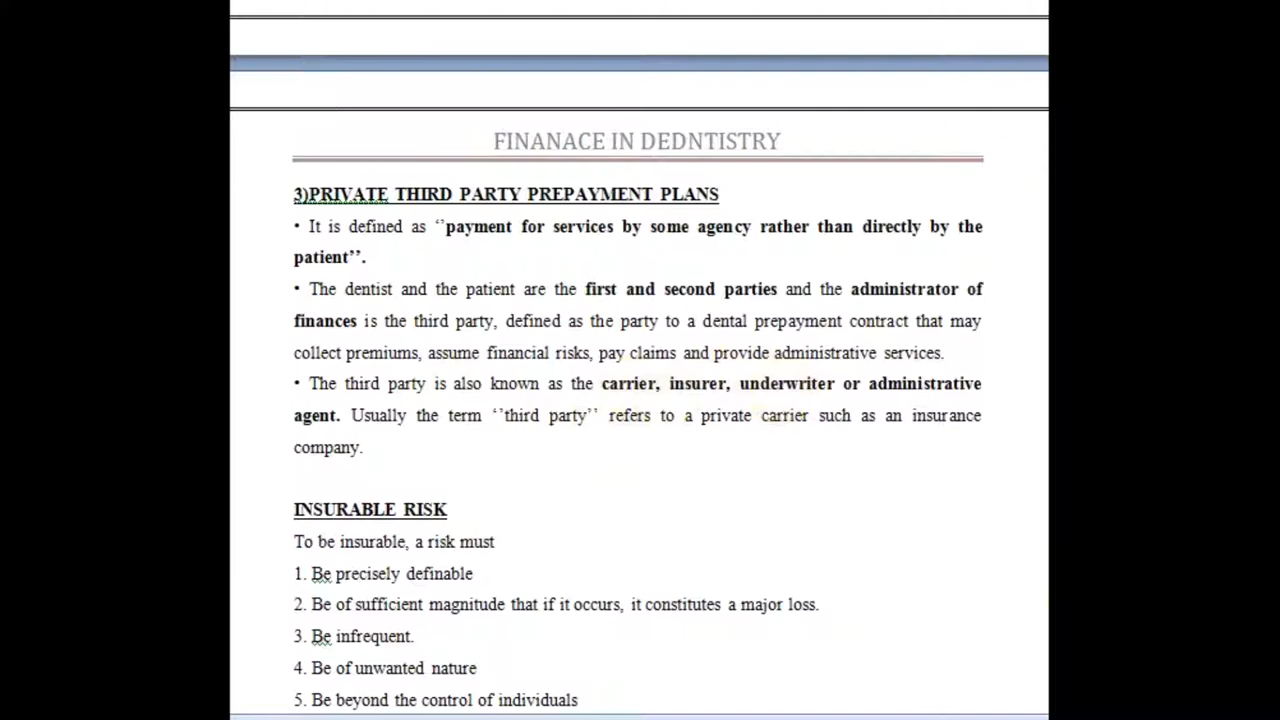 FINANACE IN DEDNTISTRY
3)PRIVATE THIRD PARTY PREPAYMENT PLANS
• It is defined as ‘’payment for services by some agency rather than directly by the
patient’’.
• The dentist and the patient are the first and second parties and the administrator of
finances is the third party, defined as the party to a dental prepayment contract that may
collect premiums, assume financial risks, pay claims and provide administrative services.
• The third party is also known as the carrier, insurer, underwriter or administrative
agent. Usually the term ‘’third party’’ refers to a private carrier such as an insurance
company.
INSURABLE RISK
To be insurable, a risk must
1. Be precisely definable
2. Be of sufficient magnitude that if it occurs, it constitutes a major loss.
3. Be infrequent.
4. Be of unwanted nature
5. Be beyond the control of individuals